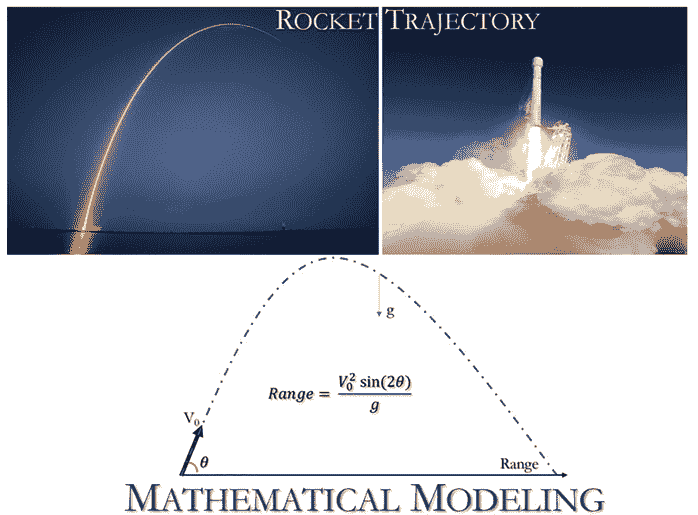 ROCKET TRAJECTORY
g
Range = V₀² sin(2θ) / g
V₀
θ
Range
MATHEMATICAL MODELING